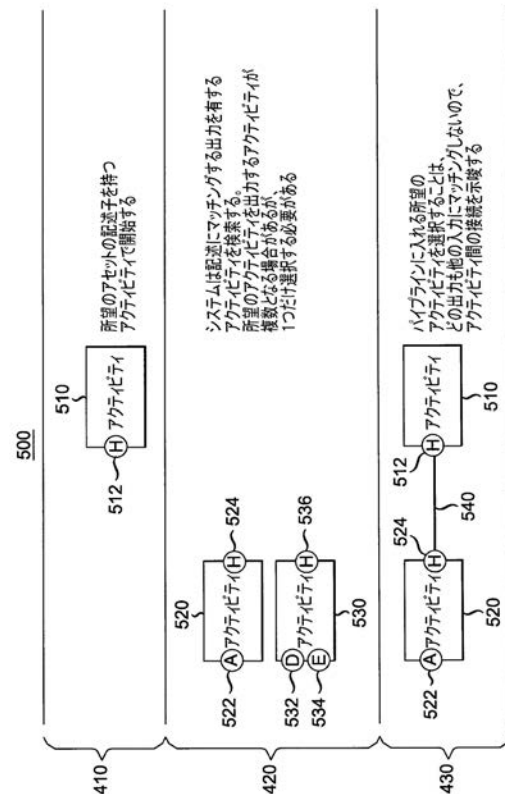 500
410
512
H
アクティビティ
510
所望のアセットの記述子を持つ
アクティビティで開始する
420
520
522
A
アクティビティ
H
524
532
D
534
E
アクティビティ
H
536
530
システムは記述にマッチングする出力を有する
アクティビティを検索する。
所望のアクティビティを出力するアクティビティが
複数となる場合があるが、
1つだけ選択する必要がある
430
522
A
アクティビティ
H
524
520
540
512
H
アクティビティ
510
パイプラインに入れる所望の
アクティビティを選択することは、
どの出力も他の入力にマッチングしないので、
アクティビティ間の接続を示唆する